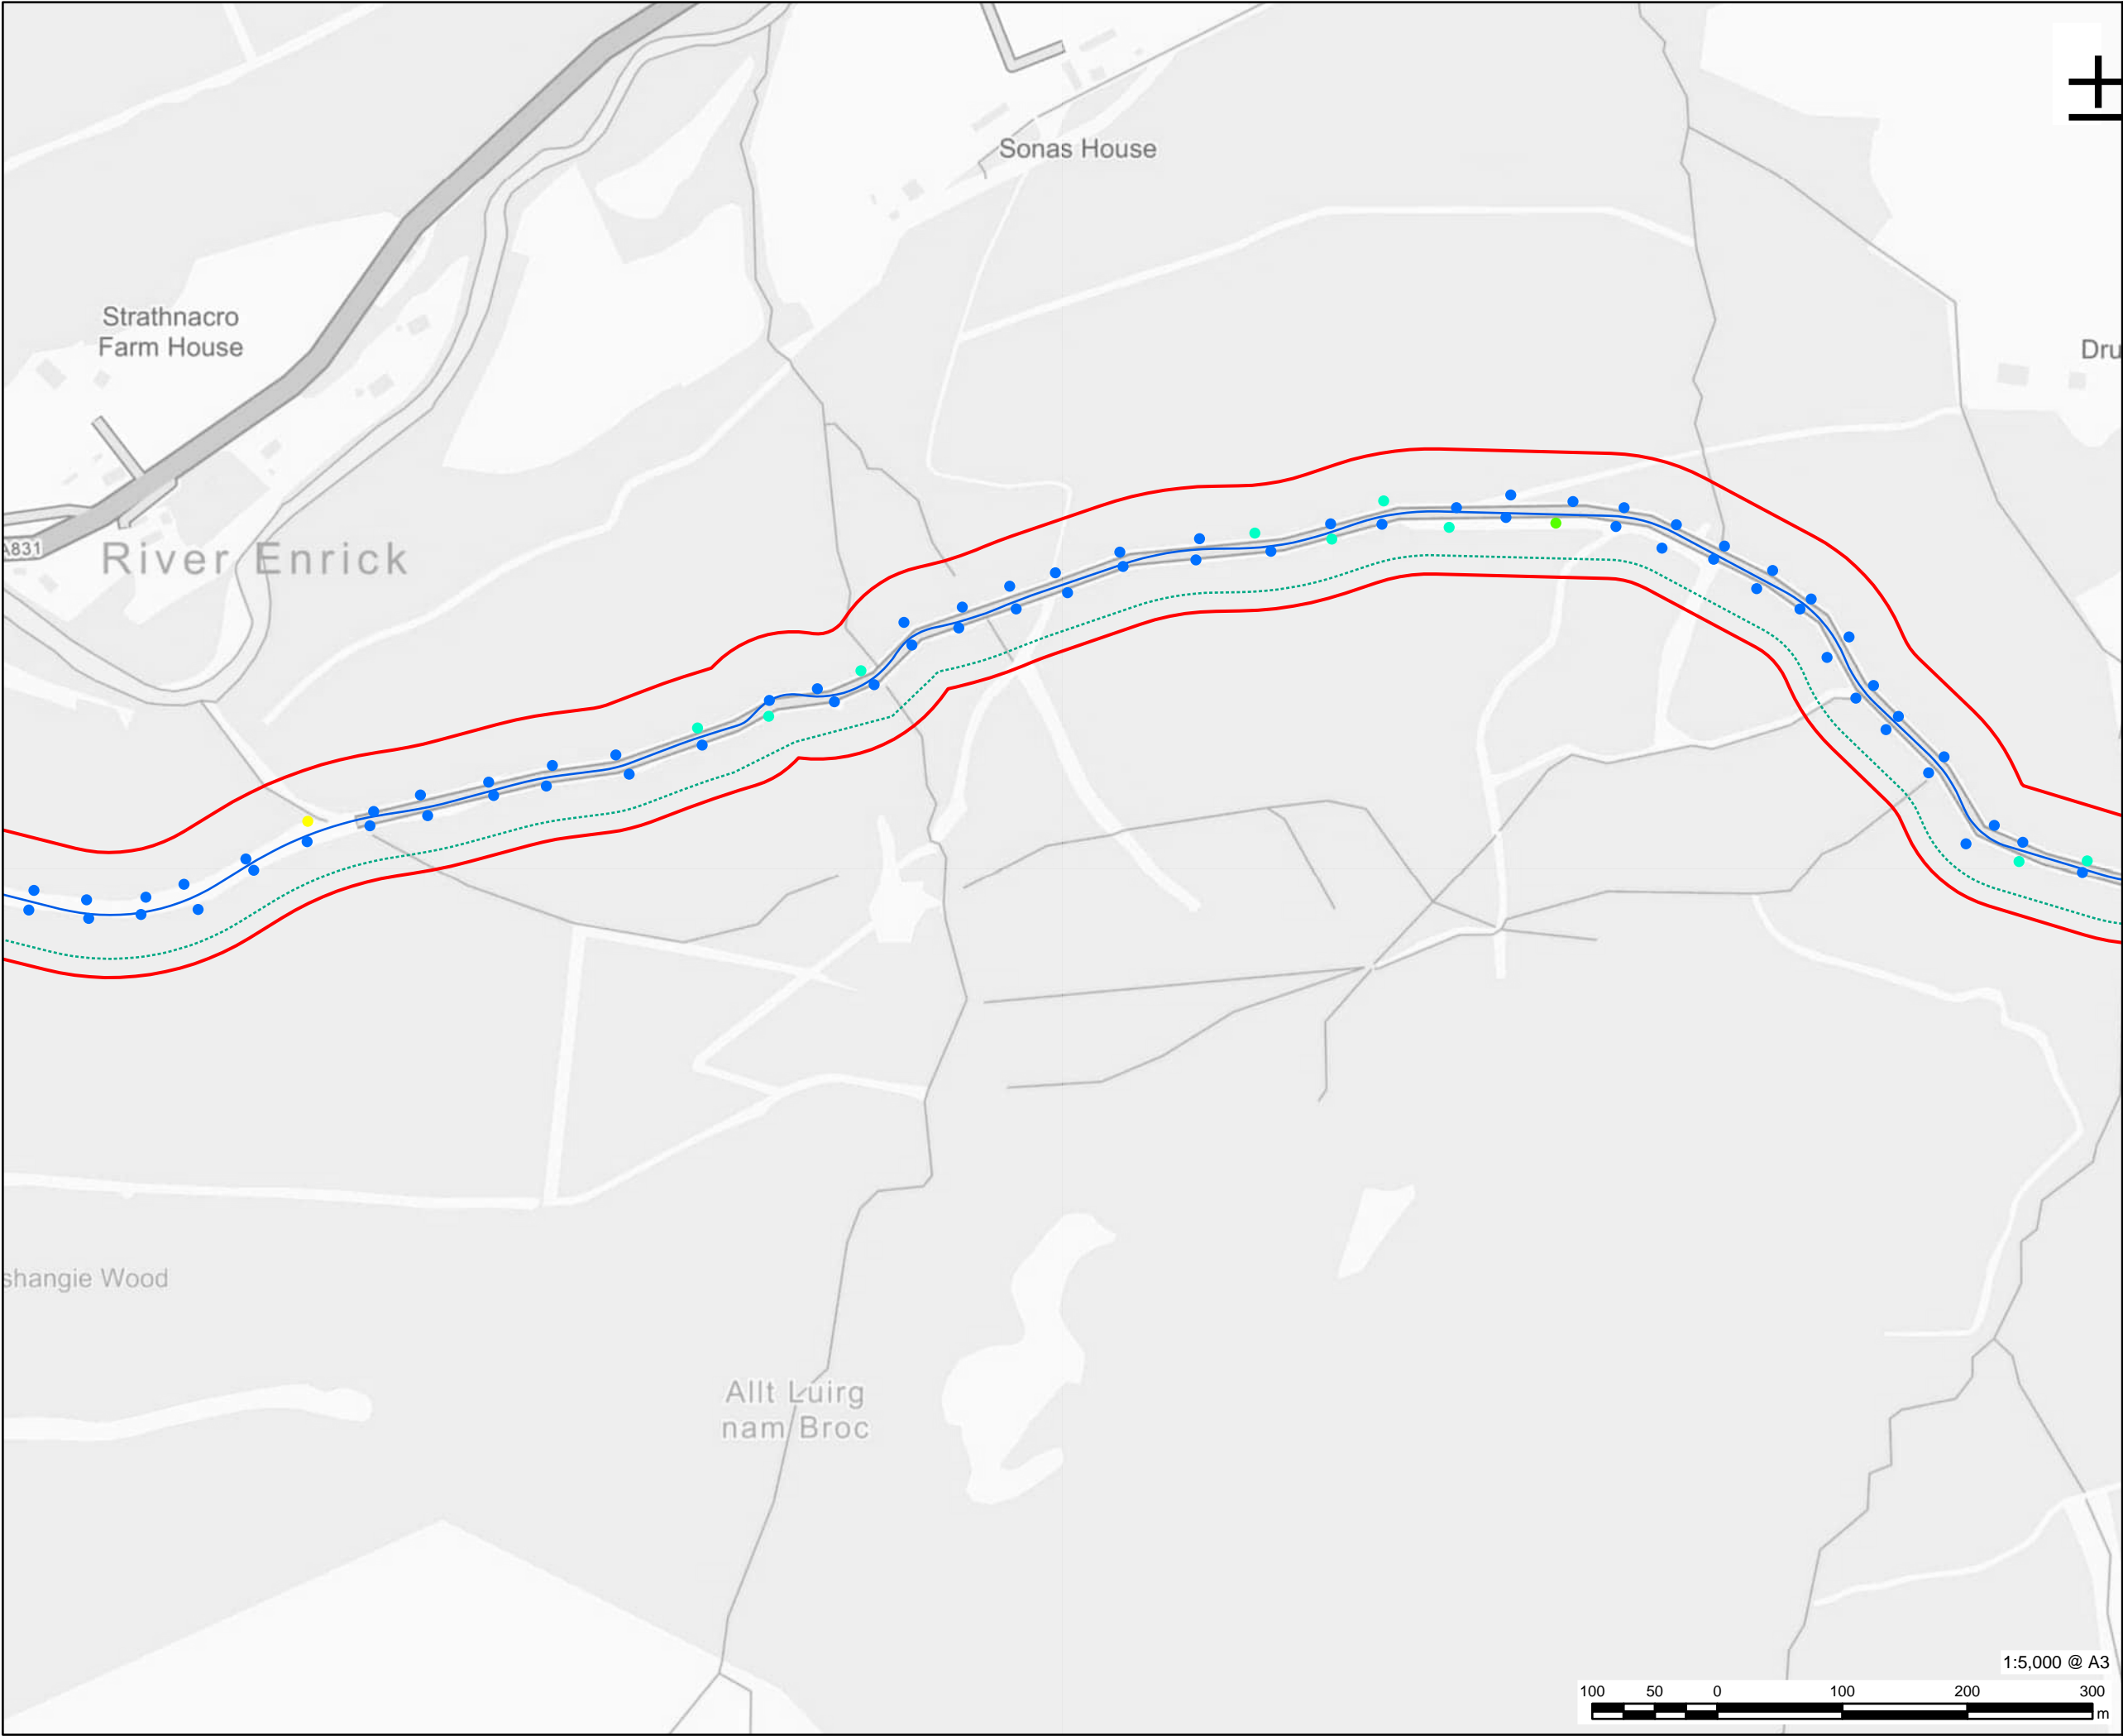 Sonas House
Strathnacro
Farm House
Dru
A831
River Enrick
shangie Wood
Allt Luirg
nam Broc
1:5,000 @ A3
100 50 0 100 200 300
m